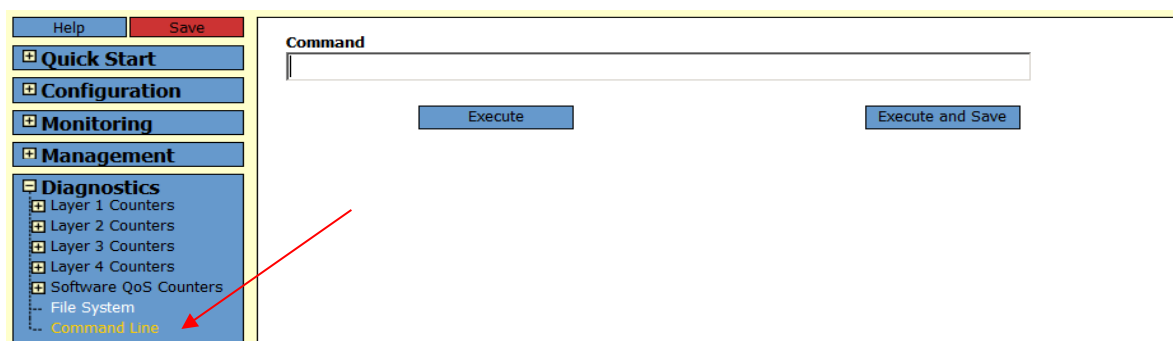 Help Save
Quick Start
Configuration
Monitoring
Management
Diagnostics
Layer 1 Counters
Layer 2 Counters
Layer 3 Counters
Layer 4 Counters
Software QoS Counters
File System
Command Line
Command
Execute Execute and Save